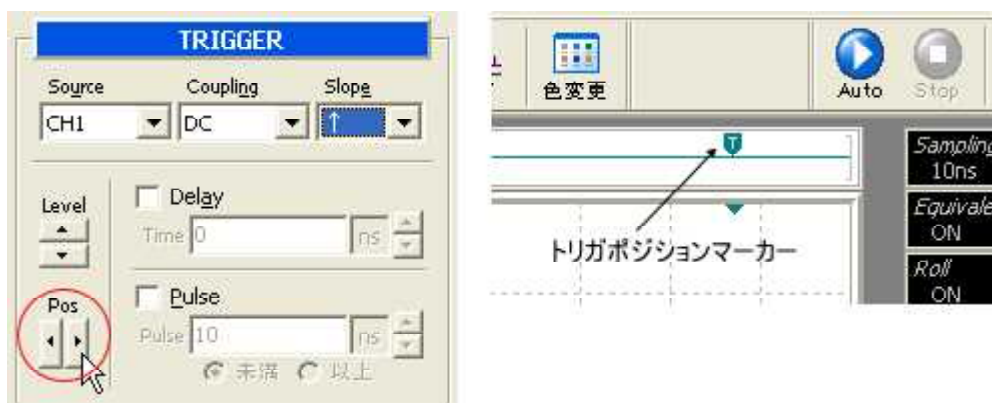 TRIGGER
Source Coupling Slope
CH1 DC ↑
Level
Delay
Time 0 ns
Pos
Pulse
Pulse 10 ns
未満 以上
色変更
Auto Stop
Sampling
10ns
トリガポジションマーカー
ON
Roll
ON